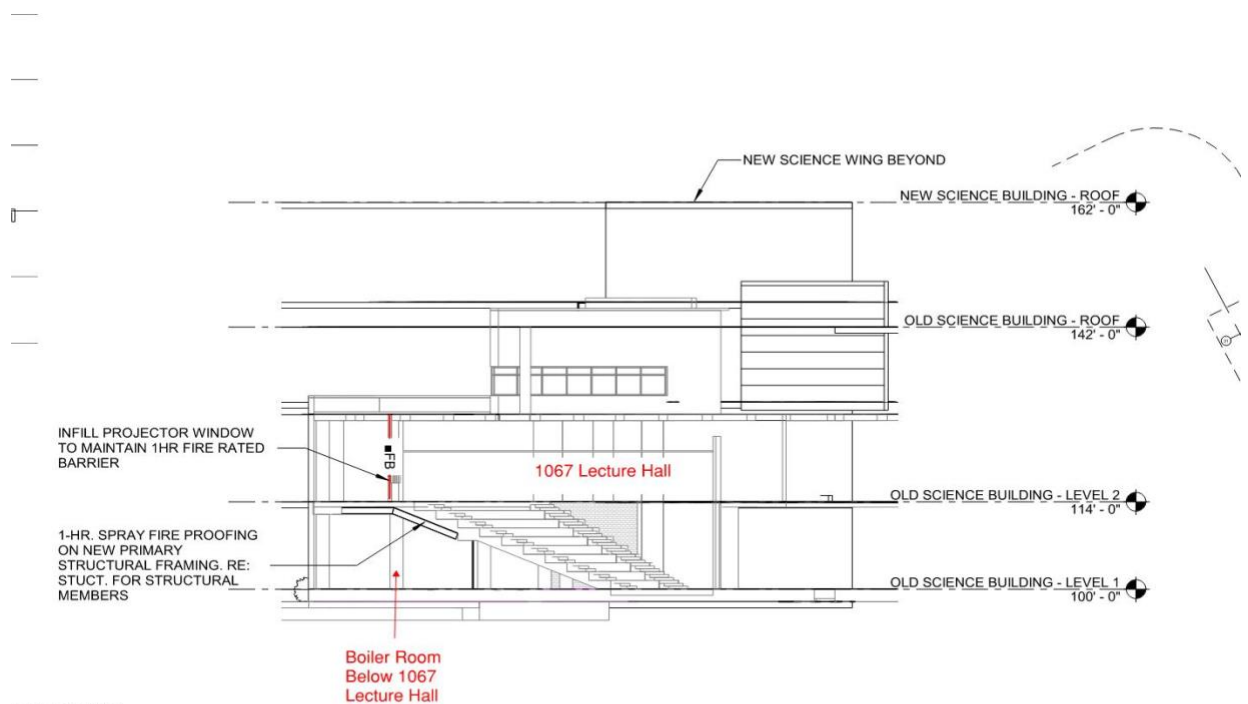 NEW SCIENCE WING BEYOND
NEW SCIENCE BUILDING - ROOF
162' - 0"
OLD SCIENCE BUILDING - ROOF
142' - 0"
INFILL PROJECTOR WINDOW
TO MAINTAIN 1HR FIRE RATED
BARRIER
FB
1067 Lecture Hall
OLD SCIENCE BUILDING - LEVEL 2
114' - 0"
1-HR. SPRAY FIRE PROOFING
ON NEW PRIMARY
STRUCTURAL FRAMING. RE:
STUCT. FOR STRUCTURAL
MEMBERS
OLD SCIENCE BUILDING - LEVEL 1
100' - 0"
Boiler Room
Below 1067
Lecture Hall